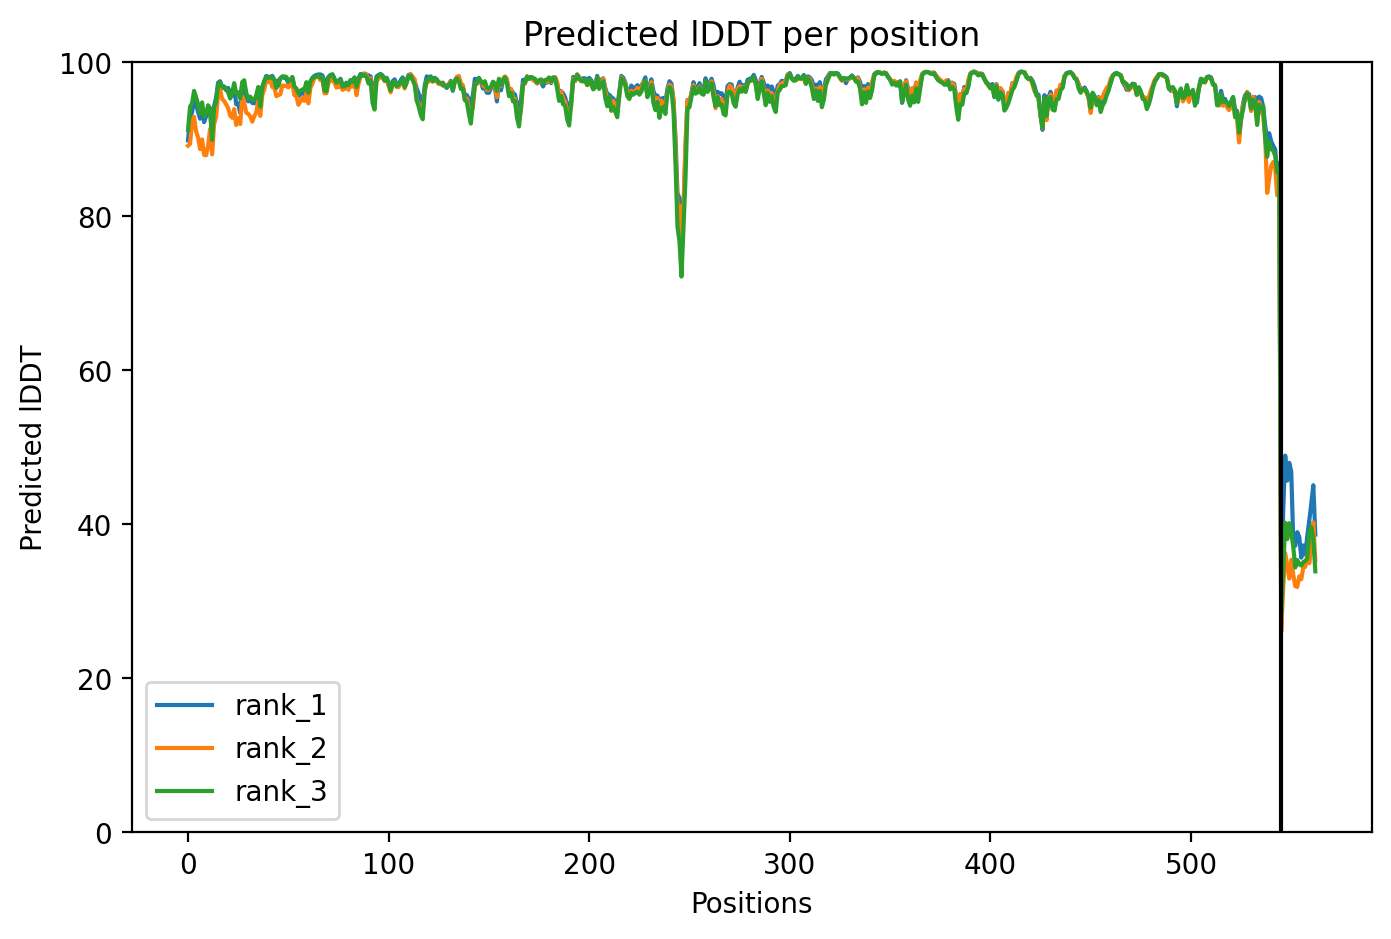 Predicted lDDT per position
100
80
60
40
20
0
Predicted lDDT
rank_1
rank_2
rank_3
0 100 200 300 400 500
Positions